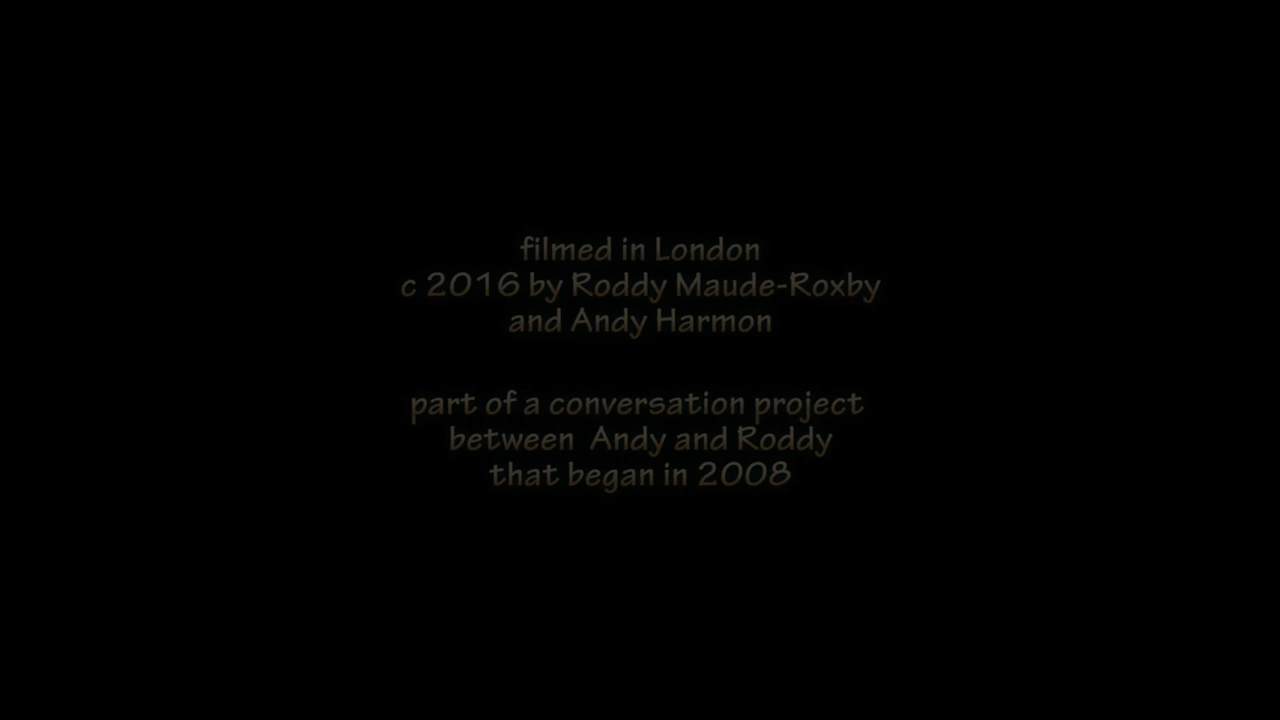 filmed in London
c 2016 by Roddy Maude-Roxby
and Andy Harmon
part of a conversation project
between Andy and Roddy
that began in 2008